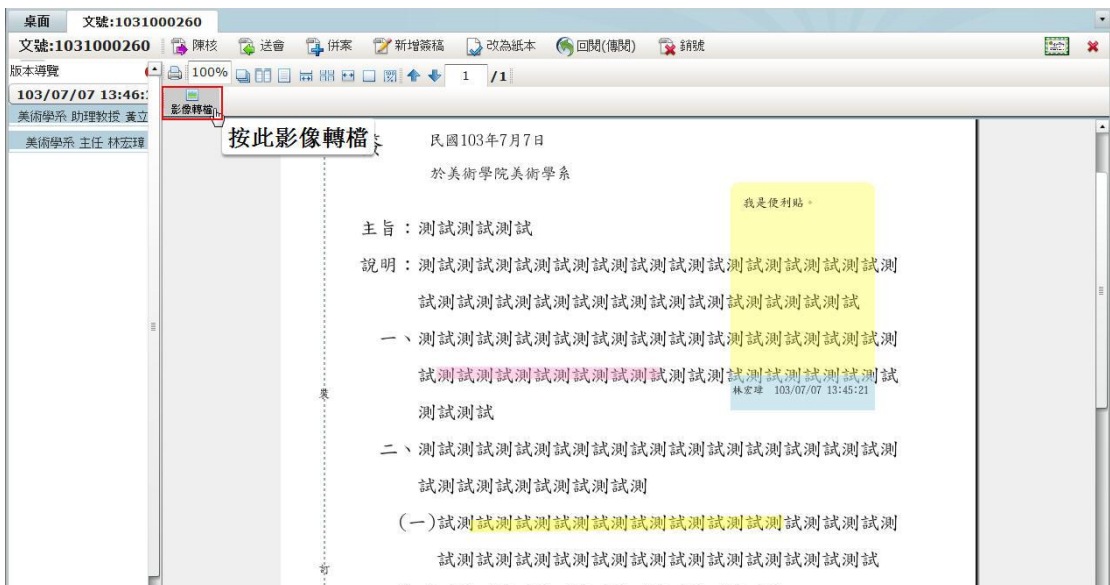 桌面 文號:1031000260
文號:1031000260 陳核 送會 併案 新增簽稿 改為紙本 回閱(傳閱) 銷號
版本導覽
100% 1 /1
103/07/07 13:46:
影像轉檔
美術學系 助理教授 黃立
按此影像轉檔
美術學系 主任 林宏璋
民國103年7月7日
於美術學院美術學系
我是便利貼。
主旨：測試測試測試
說明：測試測試測試測試測試測試測試測試測試測試測試測試測
試測試測試測試測試測試測試測試測試測試測試測試
一、測試測試測試測試測試測試測試測試測試測試測試測試測
試測試測試測試測試測試測試測試測試測試測試測試測試
林宏璋 103/07/07 13:45:21
裝
測試測試
二、測試測試測試測試測試測試測試測試測試測試測試測試測
試測試測試測試測試測試測
(一)試測試測試測試測試測試測試測試測試測試測試測試測
試測試測試測試測試測試測試測試測試測試測試測試
訂